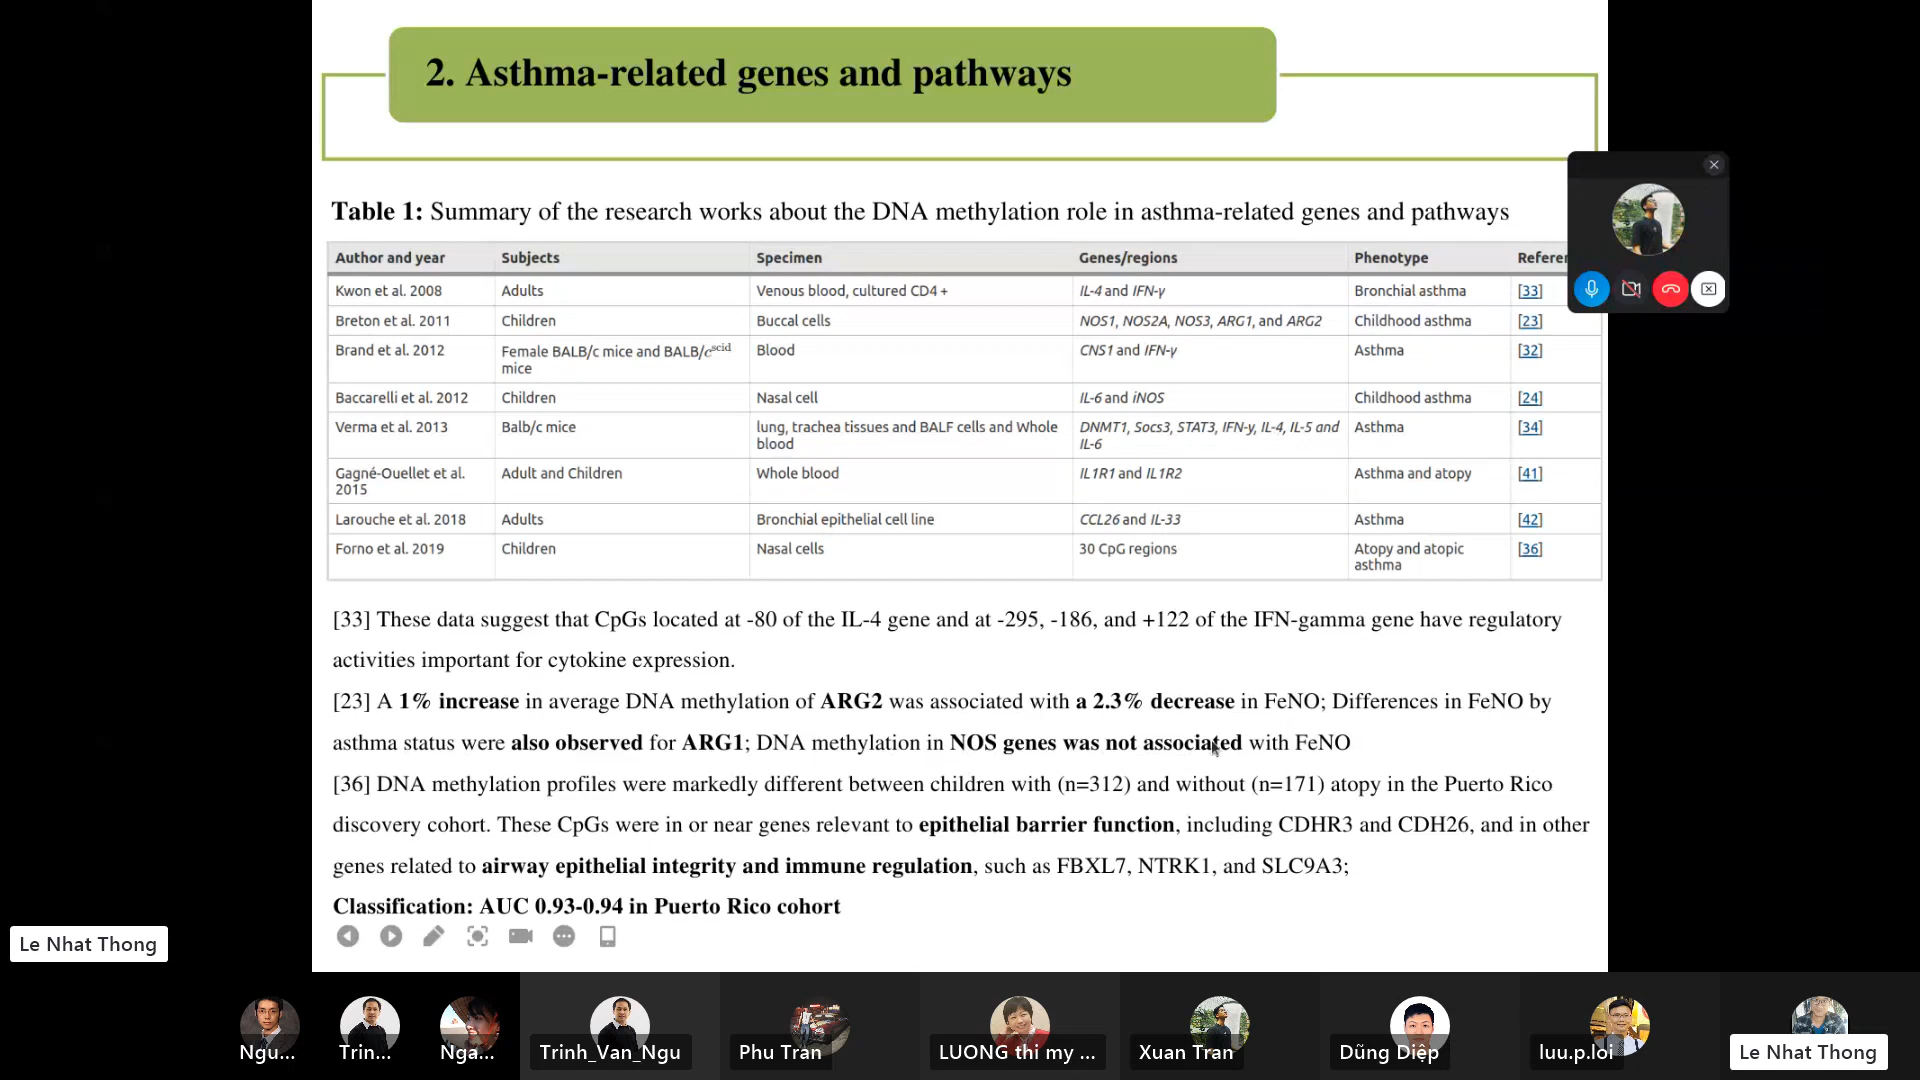 2. Asthma-related genes and pathways
Table 1: Summary of the research works about the DNA methylation role in asthma-related genes and pathways
Author and year Subjects Specimen Genes/regions Phenotype Refere
Kwon et al. 2008 Adults Venous blood, cultured CD4 + IL-4 and IFN-γ Bronchial asthma [33]
Breton et al. 2011 Children Buccal cells NOS1, NOS2A, NOS3, ARG1, and ARG2 Childhood asthma [23]
Brand et al. 2012 Female BALB/c mice and BALB/c^scid Blood CNS1 and IFN-γ Asthma [32]
mice
Baccarelli et al. 2012 Children Nasal cell IL-6 and iNOS Childhood asthma [24]
Verma et al. 2013 Balb/c mice lung, trachea tissues and BALF cells and Whole DNMT1, Socs3, STAT3, IFN-y, IL-4, IL-5 and Asthma [34]
blood IL-6
Gagné-Ouellet et al. Adult and Children Whole blood IL1R1 and IL1R2 Asthma and atopy [41]
2015
Larouche et al. 2018 Adults Bronchial epithelial cell line CCL26 and IL-33 Asthma [42]
Forno et al. 2019 Children Nasal cells 30 CpG regions Atopy and atopic [36]
asthma
[33] These data suggest that CpGs located at -80 of the IL-4 gene and at -295, -186, and +122 of the IFN-gamma gene have regulatory
activities important for cytokine expression.
[23] A 1% increase in average DNA methylation of ARG2 was associated with a 2.3% decrease in FeNO; Differences in FeNO by
asthma status were also observed for ARG1; DNA methylation in NOS genes was not associated with FeNO
[36] DNA methylation profiles were markedly different between children with (n=312) and without (n=171) atopy in the Puerto Rico
discovery cohort. These CpGs were in or near genes relevant to epithelial barrier function, including CDHR3 and CDH26, and in other
genes related to airway epithelial integrity and immune regulation, such as FBXL7, NTRK1, and SLC9A3;
Classification: AUC 0.93-0.94 in Puerto Rico cohort
Le Nhat Thong
Ngu... Trin... Nga... Trinh_Van_Ngu Phu Tran LUONG thi my ... Xuan Tran Dũng Diệp luu.p.loi Le Nhat Thong